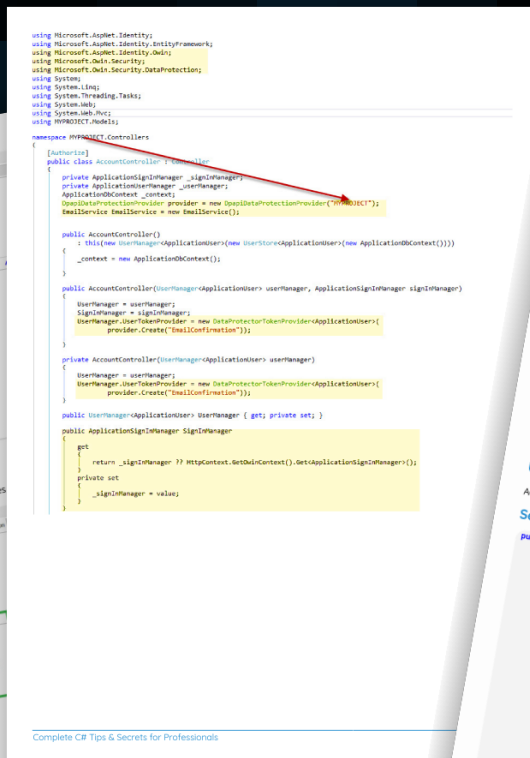 using Microsoft.AspNet.Identity;
using Microsoft.AspNet.Identity.EntityFramework;
using Microsoft.AspNet.Identity.Owin;
using Microsoft.Owin.Security;
using Microsoft.Owin.Security.DataProtection;
using System;
using System.Linq;
using System.Threading.Tasks;
using System.Web;
using System.Web.Mvc;
using MYPROJECT.Models;
namespace MYPROJECT.Controllers
{
[Authorize]
public class AccountController : Controller
{
private ApplicationSignInManager _signInManager;
private ApplicationUserManager _userManager;
ApplicationDbContext _context;
DpapiDataProtectionProvider provider = new DpapiDataProtectionProvider("MYPROJECT");
EmailService EmailService = new EmailService();
public AccountController()
: this(new UserManager<ApplicationUser>(new UserStore<ApplicationUser>(new ApplicationDbContext())))
{
_context = new ApplicationDbContext();
}
public AccountController(UserManager<ApplicationUser> userManager, ApplicationSignInManager signInManager)
{
UserManager = userManager;
SignInManager = signInManager;
UserManager.UserTokenProvider = new DataProtectorTokenProvider<ApplicationUser>(
provider.Create("EmailConfirmation"));
}
private AccountController(UserManager<ApplicationUser> userManager)
{
UserManager = userManager;
UserManager.UserTokenProvider = new DataProtectorTokenProvider<ApplicationUser>(
provider.Create("EmailConfirmation"));
}
public UserManager<ApplicationUser> UserManager { get; private set; }
public ApplicationSignInManager SignInManager
{
get
{
return _signInManager ?? HttpContext.GetOwinContext().Get<ApplicationSignInManager>();
}
private set
{
_signInManager = value;
}
}
Complete C# Tips & Secrets for Professionals